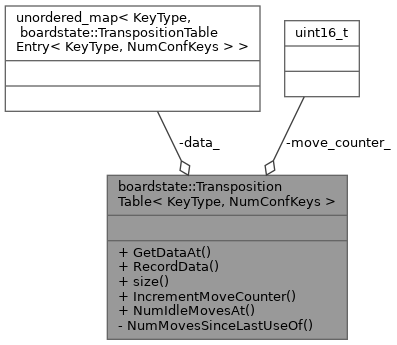 unordered_map< KeyType,
boardstate::TranspositionTable
Entry< KeyType, NumConfKeys > >
uint16_t
-data_
-move_counter_
boardstate::Transposition
Table< KeyType, NumConfKeys >
+ GetDataAt()
+ RecordData()
+ size()
+ IncrementMoveCounter()
+ NumIdleMovesAt()
- NumMovesSinceLastUseOf()